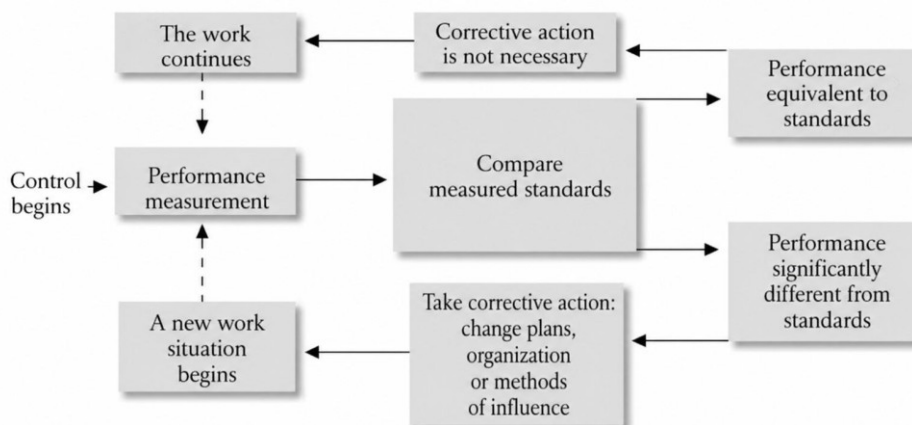 The work
continues
Corrective action
is not necessary
Performance
equivalent to
standards
Control
begins
Performance
measurement
Compare
measured standards
Performance
significantly
different from
standards
A new work
situation
begins
Take corrective action:
change plans,
organization
or methods
of influence